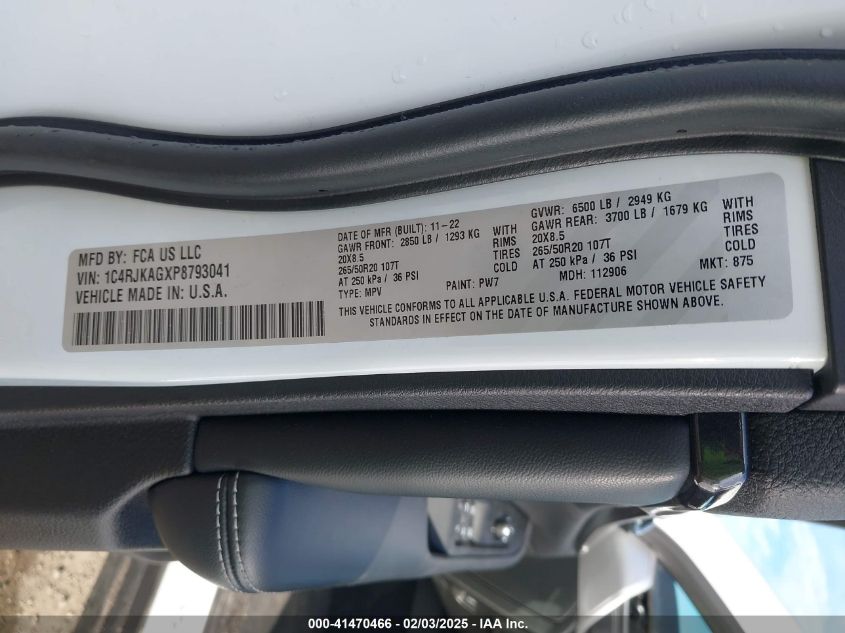 MFD BY: FCA US LLC
VIN: 1C4RJKAGXP8793041
VEHICLE MADE IN: U.S.A.
DATE OF MFR (BUILT): 11-22
GAWR FRONT: 2850 LB / 1293 KG WITH
20X8.5 RIMS
265/50R20 107T TIRES
AT 250 kPa / 36 PSI COLD
TYPE: MPV PAINT: PW7
GVWR: 6500 LB / 2949 KG
GAWR REAR: 3700 LB / 1679 KG WITH
20X8.5 RIMS
265/50R20 107T TIRES
AT 250 kPa / 36 PSI COLD
MDH: 112906 MKT: 875
THIS VEHICLE CONFORMS TO ALL APPLICABLE U.S.A. FEDERAL MOTOR VEHICLE SAFETY
STANDARDS IN EFFECT ON THE DATE OF MANUFACTURE SHOWN ABOVE.
000-41470466 - 02/03/2025 - IAA Inc.